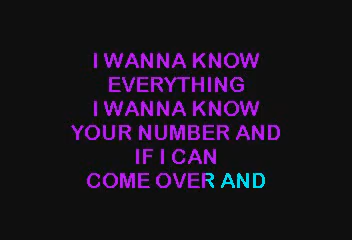 I WANNA KNOW
EVERYTHING
I WANNA KNOW
YOUR NUMBER AND
IF I CAN
COME OVER AND